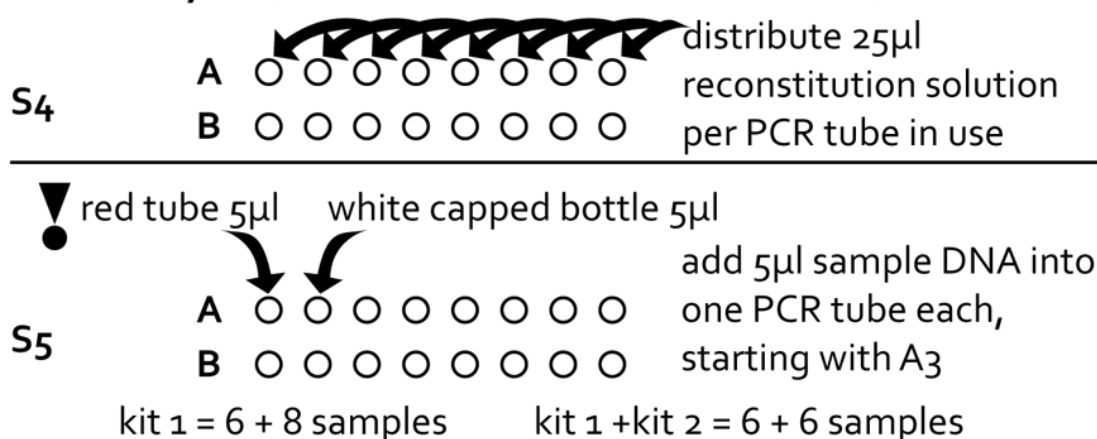 distribute 25µl
A
reconstitution solution
S4
B
per PCR tube in use
red tube 5µl white capped bottle 5µl
add 5µl sample DNA into
A
one PCR tube each,
S5
B
starting with A3
kit 1 = 6 + 8 samples kit 1 +kit 2 = 6 + 6 samples